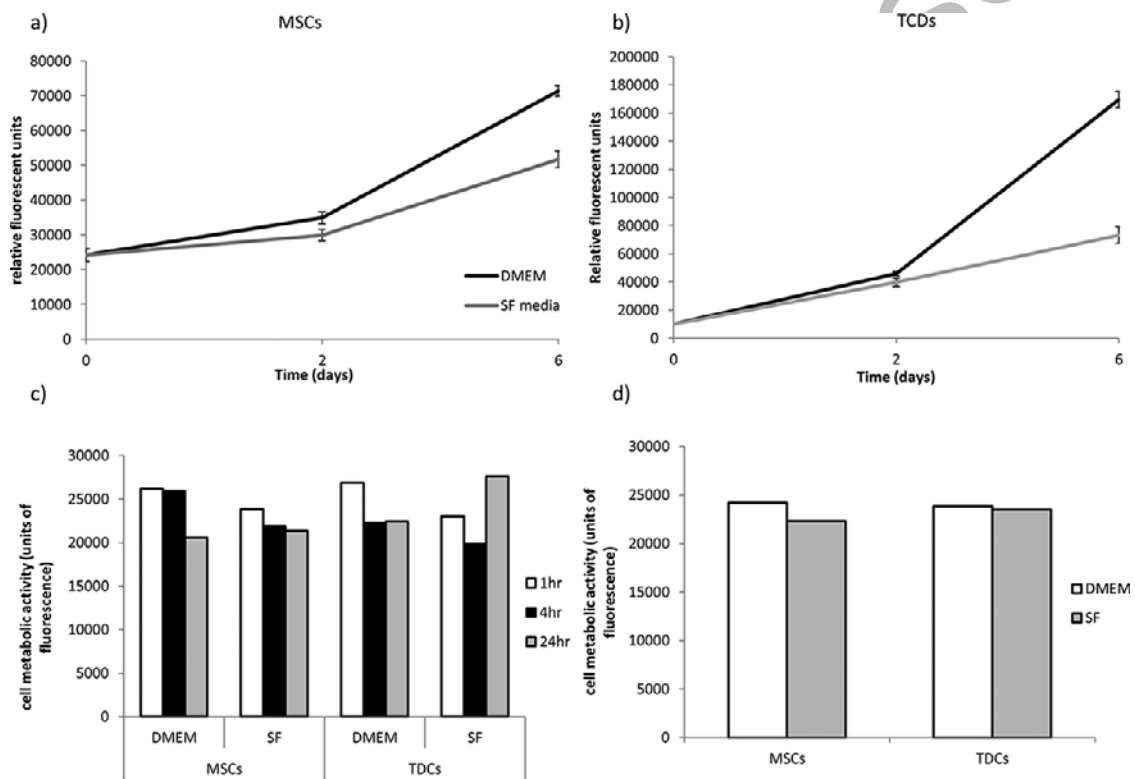 a)
MSCs
80000
70000
60000
50000
40000
30000
20000
10000
0
relative fluorescent units
DMEM
SF media
0
2
6
Time (days)
b)
TCDs
200000
180000
160000
140000
120000
100000
80000
60000
40000
20000
0
Relative fluorescent units
0
2
6
Time (days)
c)
30000
25000
20000
15000
10000
5000
0
cell metabolic activity (units of
fluorescence)
1hr
4hr
24hr
DMEM
SF
DMEM
SF
MSCs
TDCs
d)
30000
25000
20000
15000
10000
5000
0
cell metabolic activity (units of
fluorescence)
DMEM
SF
MSCs
TDCs